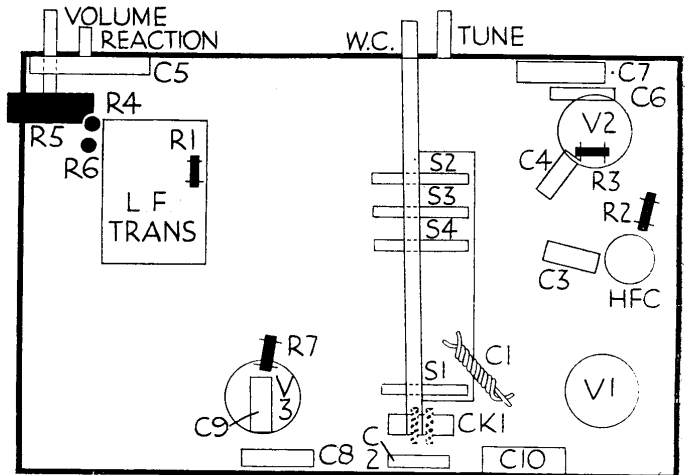 VOLUME
REACTION
W.C.
TUNE
C5
C7
C6
R4
R5
R6
R1
V2
S2
C4
R3
L F
TRANS
S3
R2
S4
C3
HFC
R7
C1
S1
V
3
V1
C9
CK1
C8
C
2
C10